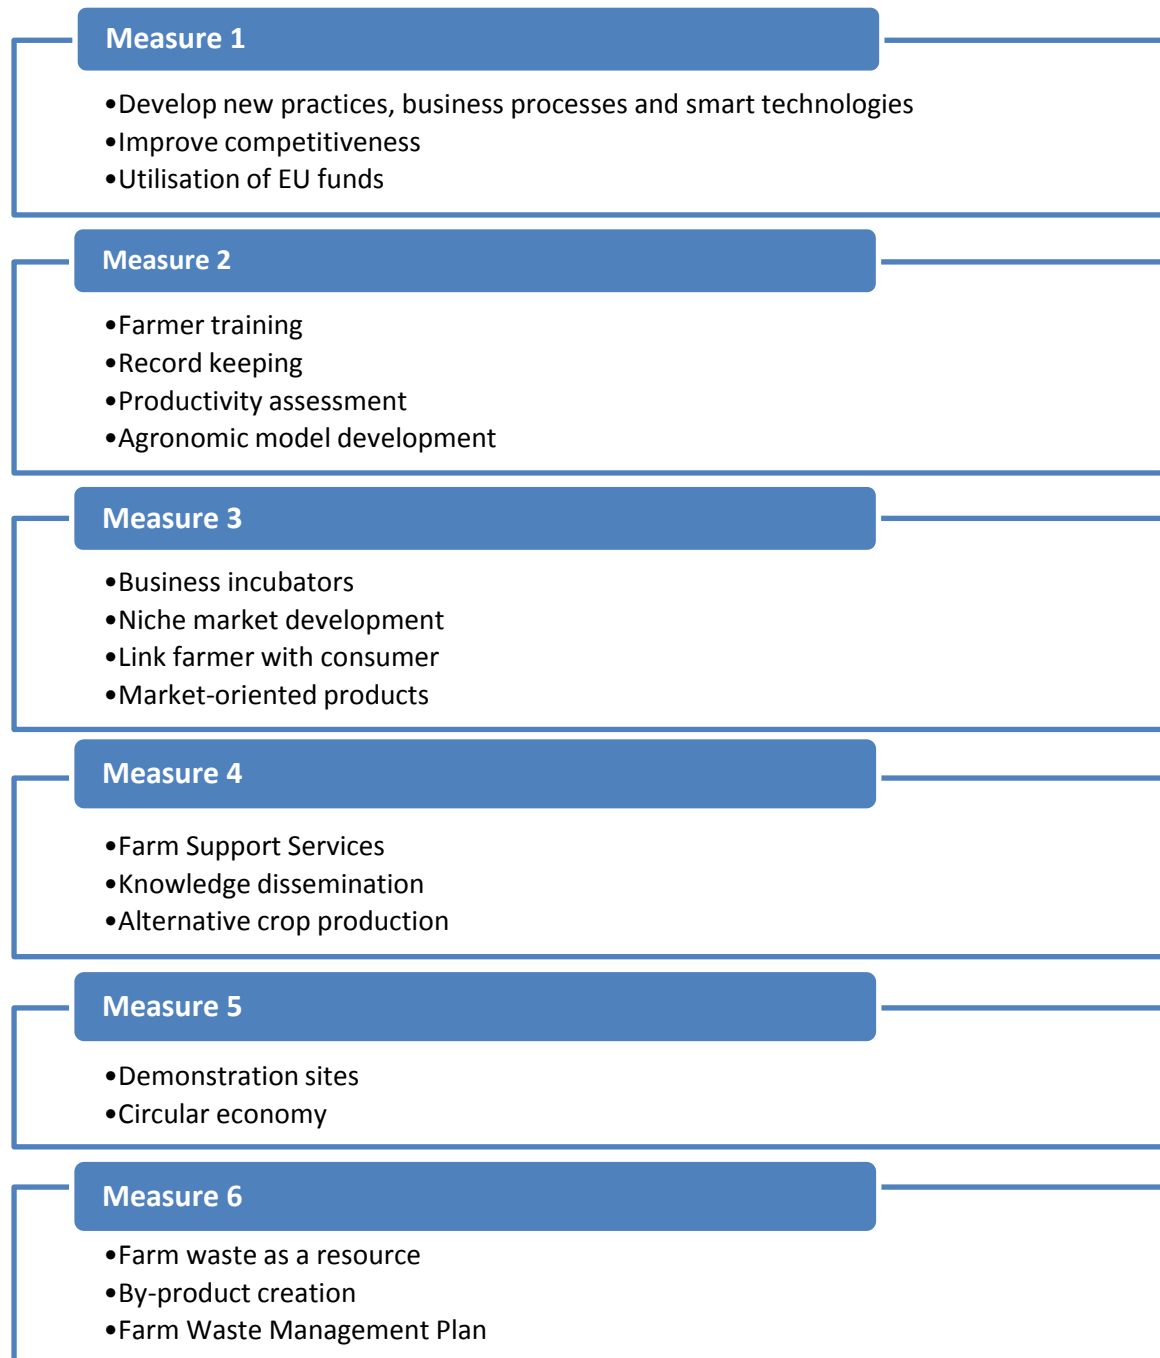 Measure 1
•Develop new practices, business processes and smart technologies
•Improve competitiveness
•Utilisation of EU funds
Measure 2
•Farmer training
•Record keeping
•Productivity assessment
•Agronomic model development
Measure 3
•Business incubators
•Niche market development
•Link farmer with consumer
•Market-oriented products
Measure 4
•Farm Support Services
•Knowledge dissemination
•Alternative crop production
Measure 5
•Demonstration sites
•Circular economy
Measure 6
•Farm waste as a resource
•By-product creation
•Farm Waste Management Plan